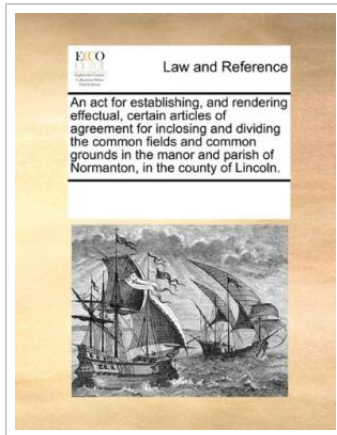 ECCO
Law and Reference
An act for establishing, and rendering
effectual, certain articles of
agreement for inclosing and dividing
the common fields and common
grounds in the manor and parish of
Normanton, in the county of Lincoln.